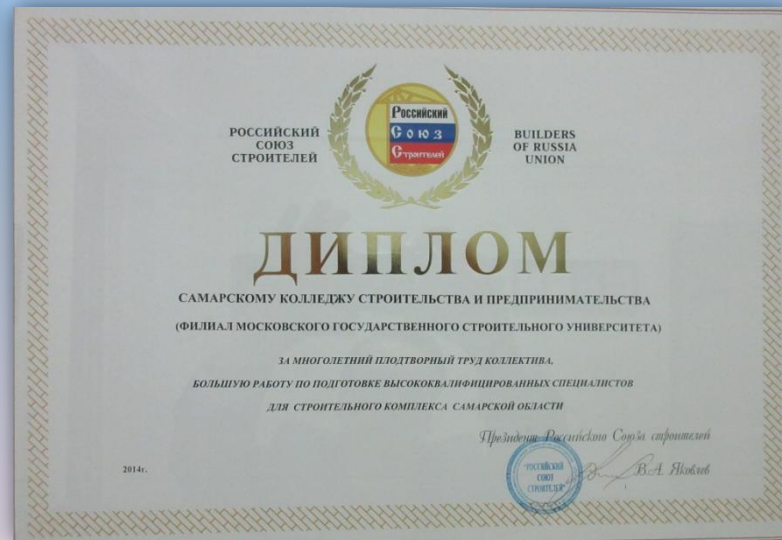 РОССИЙСКИЙ
СОЮЗ
СТРОИТЕЛЕЙ
Российский
Союз
Строителей
BUILDERS
OF RUSSIA
UNION
ДИПЛОМ
САМАРСКОМУ КОЛЛЕДЖУ СТРОИТЕЛЬСТВА И ПРЕДПРИНИМАТЕЛЬСТВА
(ФИЛИАЛ МОСКОВСКОГО ГОСУДАРСТВЕННОГО СТРОИТЕЛЬНОГО УНИВЕРСИТЕТА)
ЗА МНОГОЛЕТНИЙ ПЛОДТВОРНЫЙ ТРУД КОЛЛЕКТИВА,
БОЛЬШУЮ РАБОТУ ПО ПОДГОТОВКЕ ВЫСОКОКВАЛИФИЦИРОВАННЫХ СПЕЦИАЛИСТОВ
ДЛЯ СТРОИТЕЛЬНОГО КОМПЛЕКСА САМАРСКОЙ ОБЛАСТИ
Президент Российского Союза строителей
"РОССИЙСКИЙ
СОЮЗ
СТРОИТЕЛЕЙ"
В.А. Яковлев
2014г.